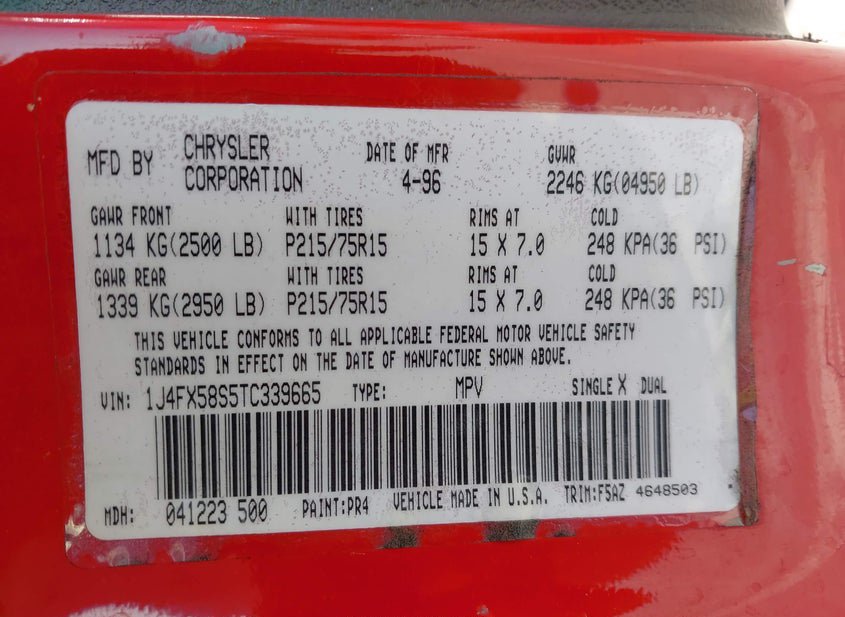 MFD BY CHRYSLER CORPORATION DATE OF MFR 4-96 GVWR 2246 KG(04950 LB)
GAWR FRONT WITH TIRES RIMS AT COLD
1134 KG(2500 LB) P215/75R15 15 X 7.0 248 KPA(36 PSI)
GAWR REAR WITH TIRES RIMS AT COLD
1339 KG(2950 LB) P215/75R15 15 X 7.0 248 KPA(36 PSI)
THIS VEHICLE CONFORMS TO ALL APPLICABLE FEDERAL MOTOR VEHICLE SAFETY
STANDARDS IN EFFECT ON THE DATE OF MANUFACTURE SHOWN ABOVE.
VIN: 1J4FX58S5TC339665 TYPE: MPV SINGLE X DUAL
MDH: 041223 500 PAINT:PR4 VEHICLE MADE IN U.S.A. TRIM:F5AZ 4648503